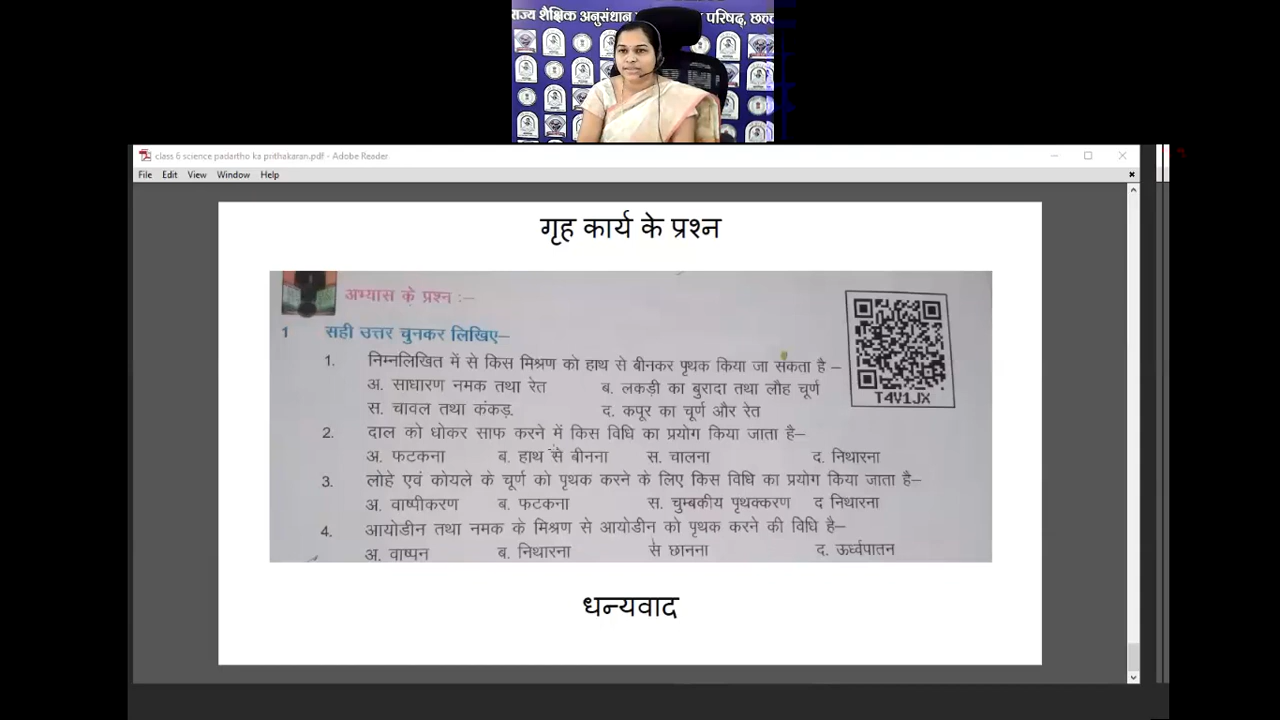 राज्य शैक्षिक अनुसंधान परिषद्, छत्
class 6 science padartho ka prithakaran.pdf - Adobe Reader
File Edit View Window Help
गृह कार्य के प्रश्न
अभ्यास के प्रश्न :–
1 सही उत्तर चुनकर लिखिए–
1. निम्नलिखित में से किस मिश्रण को हाथ से बीनकर पृथक किया जा सकता है –
अ. साधारण नमक तथा रेत ब. लकड़ी का बुरादा तथा लौह चूर्ण
स. चावल तथा कंकड़ द. कपूर का चूर्ण और रेत
T4V1JX
2. दाल को धोकर साफ करने में किस विधि का प्रयोग किया जाता है–
अ. फटकना ब. हाथ से बीनना स. चालना द. निथारना
3. लोहे एवं कोयले के चूर्ण को पृथक करने के लिए किस विधि का प्रयोग किया जाता है–
अ. वाष्पीकरण ब. फटकना स. चुम्बकीय पृथक्करण द निथारना
4. आयोडीन तथा नमक के मिश्रण से आयोडीन को पृथक करने की विधि है–
अ. वाष्पन ब. निथारना स छानना द. ऊर्ध्वपातन
धन्यवाद